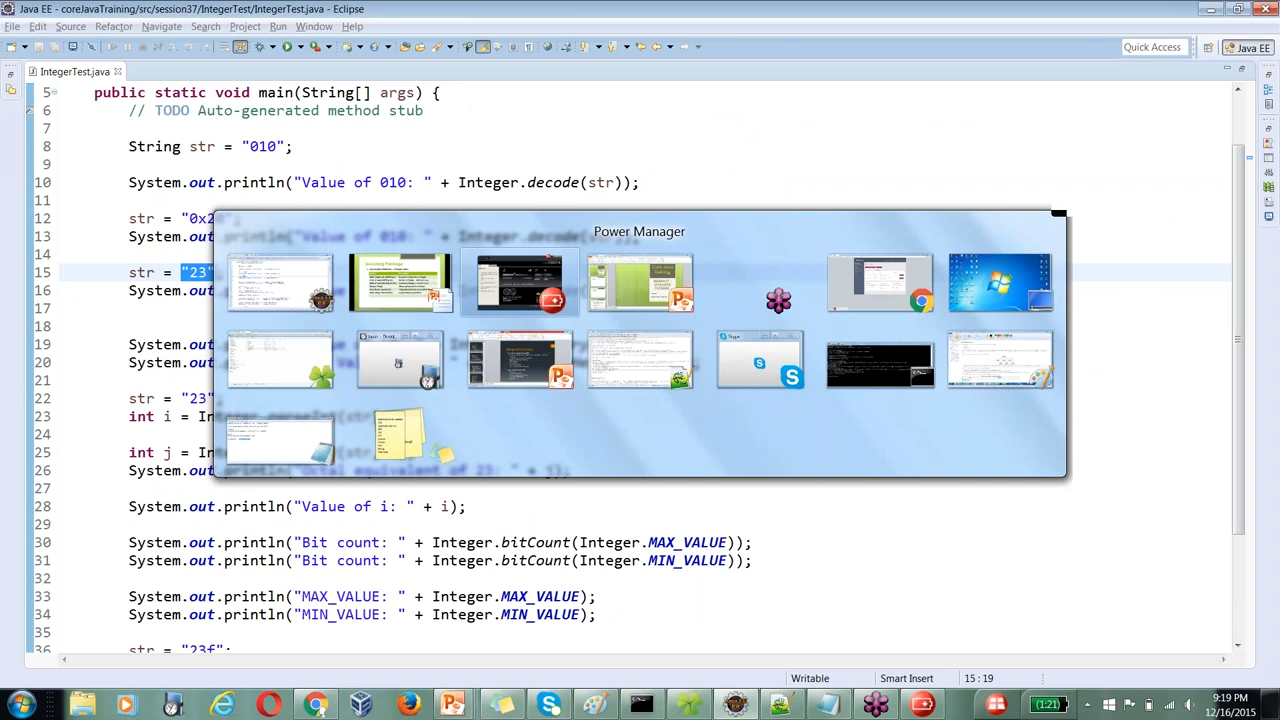 Java EE - coreJavaTraining/src/session37/IntegerTest/IntegerTest.java - Eclipse
File Edit Source Refactor Navigate Search Project Run Window Help
Quick Access
Java EE
IntegerTest.java
5 public static void main(String[] args) {
6 // TODO Auto-generated method stub
7
8 String str = "010";
9
10 System.out.println("Value of 010: " + Integer.decode(str));
11
12 str = "0x2
13 System.out
14
15 str = "23"
16 System.out
17
18
19 System.out
20 System.out
21
22 str = "23"
23 int i = In
24
25 int j = In
26 System.out
27
28 System.out.println("Value of i: " + i);
29
30 System.out.println("Bit count: " + Integer.bitCount(Integer.MAX_VALUE));
31 System.out.println("Bit count: " + Integer.bitCount(Integer.MIN_VALUE));
32
33 System.out.println("MAX_VALUE: " + Integer.MAX_VALUE);
34 System.out.println("MIN_VALUE: " + Integer.MIN_VALUE);
35
36 str = "23f";
Power Manager
Skype
Writable Smart Insert 15 : 19
(1:21)
9:19 PM
12/16/2015